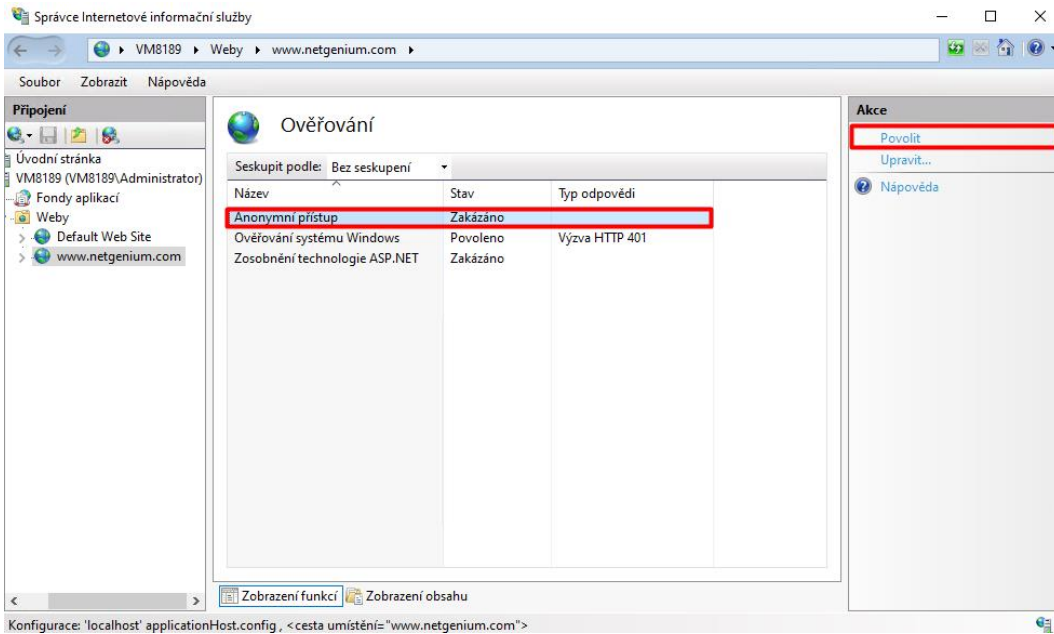 Správce Internetové informační služby
VM8189 Weby www.netgenium.com
Soubor Zobrazit Nápověda
Připojení
Úvodní stránka
VM8189 (VM8189\Administrator)
Fondy aplikací
Weby
Default Web Site
www.netgenium.com
Ověřování
Seskupit podle: Bez seskupení
Název Stav Typ odpovědi
Anonymní přístup Zakázáno
Ověřování systému Windows Povoleno Výzva HTTP 401
Zosobnění technologie ASP.NET Zakázáno
Zobrazení funkcí Zobrazení obsahu
Akce
Povolit
Upravit...
Nápověda
Konfigurace: 'localhost' applicationHost.config , <cesta umístění="www.netgenium.com">